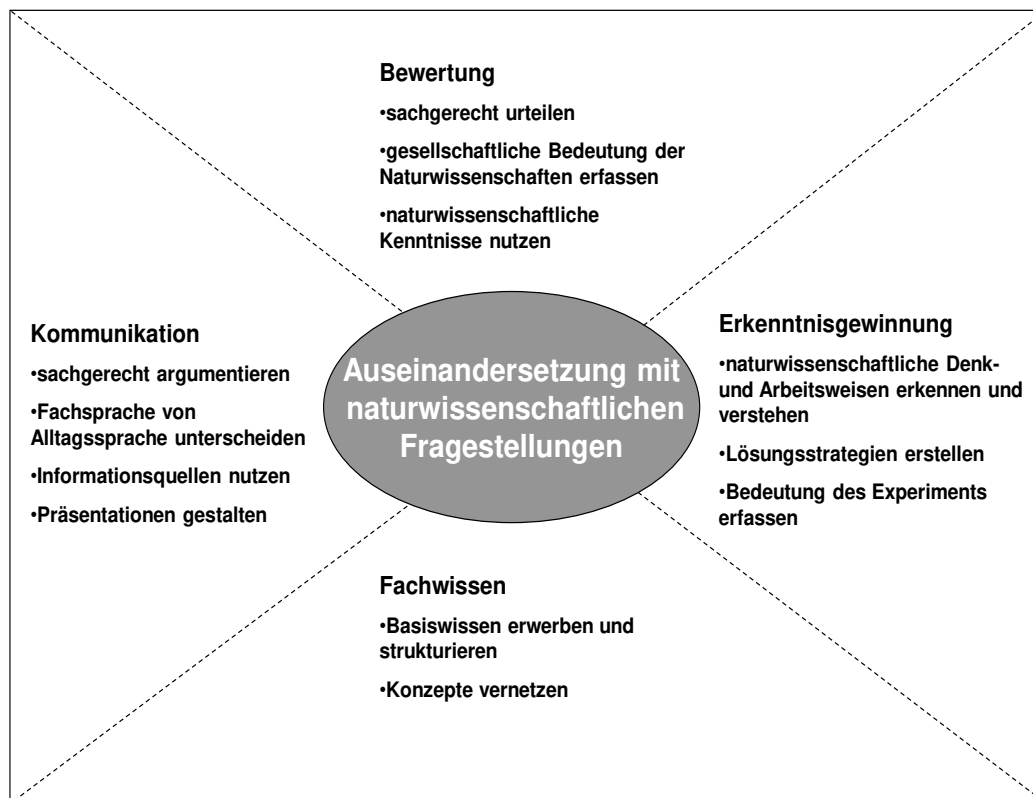 Bewertung
•sachgerecht urteilen
•gesellschaftliche Bedeutung der
Naturwissenschaften erfassen
•naturwissenschaftliche
Kenntnisse nutzen
Kommunikation
•sachgerecht argumentieren
•Fachsprache von
Alltagssprache unterscheiden
•Informationsquellen nutzen
•Präsentationen gestalten
Auseinandersetzung mit
naturwissenschaftlichen
Fragestellungen
Erkenntnisgewinnung
•naturwissenschaftliche Denk-
und Arbeitsweisen erkennen und
verstehen
•Lösungsstrategien erstellen
•Bedeutung des Experiments
erfassen
Fachwissen
•Basiswissen erwerben und
strukturieren
•Konzepte vernetzen